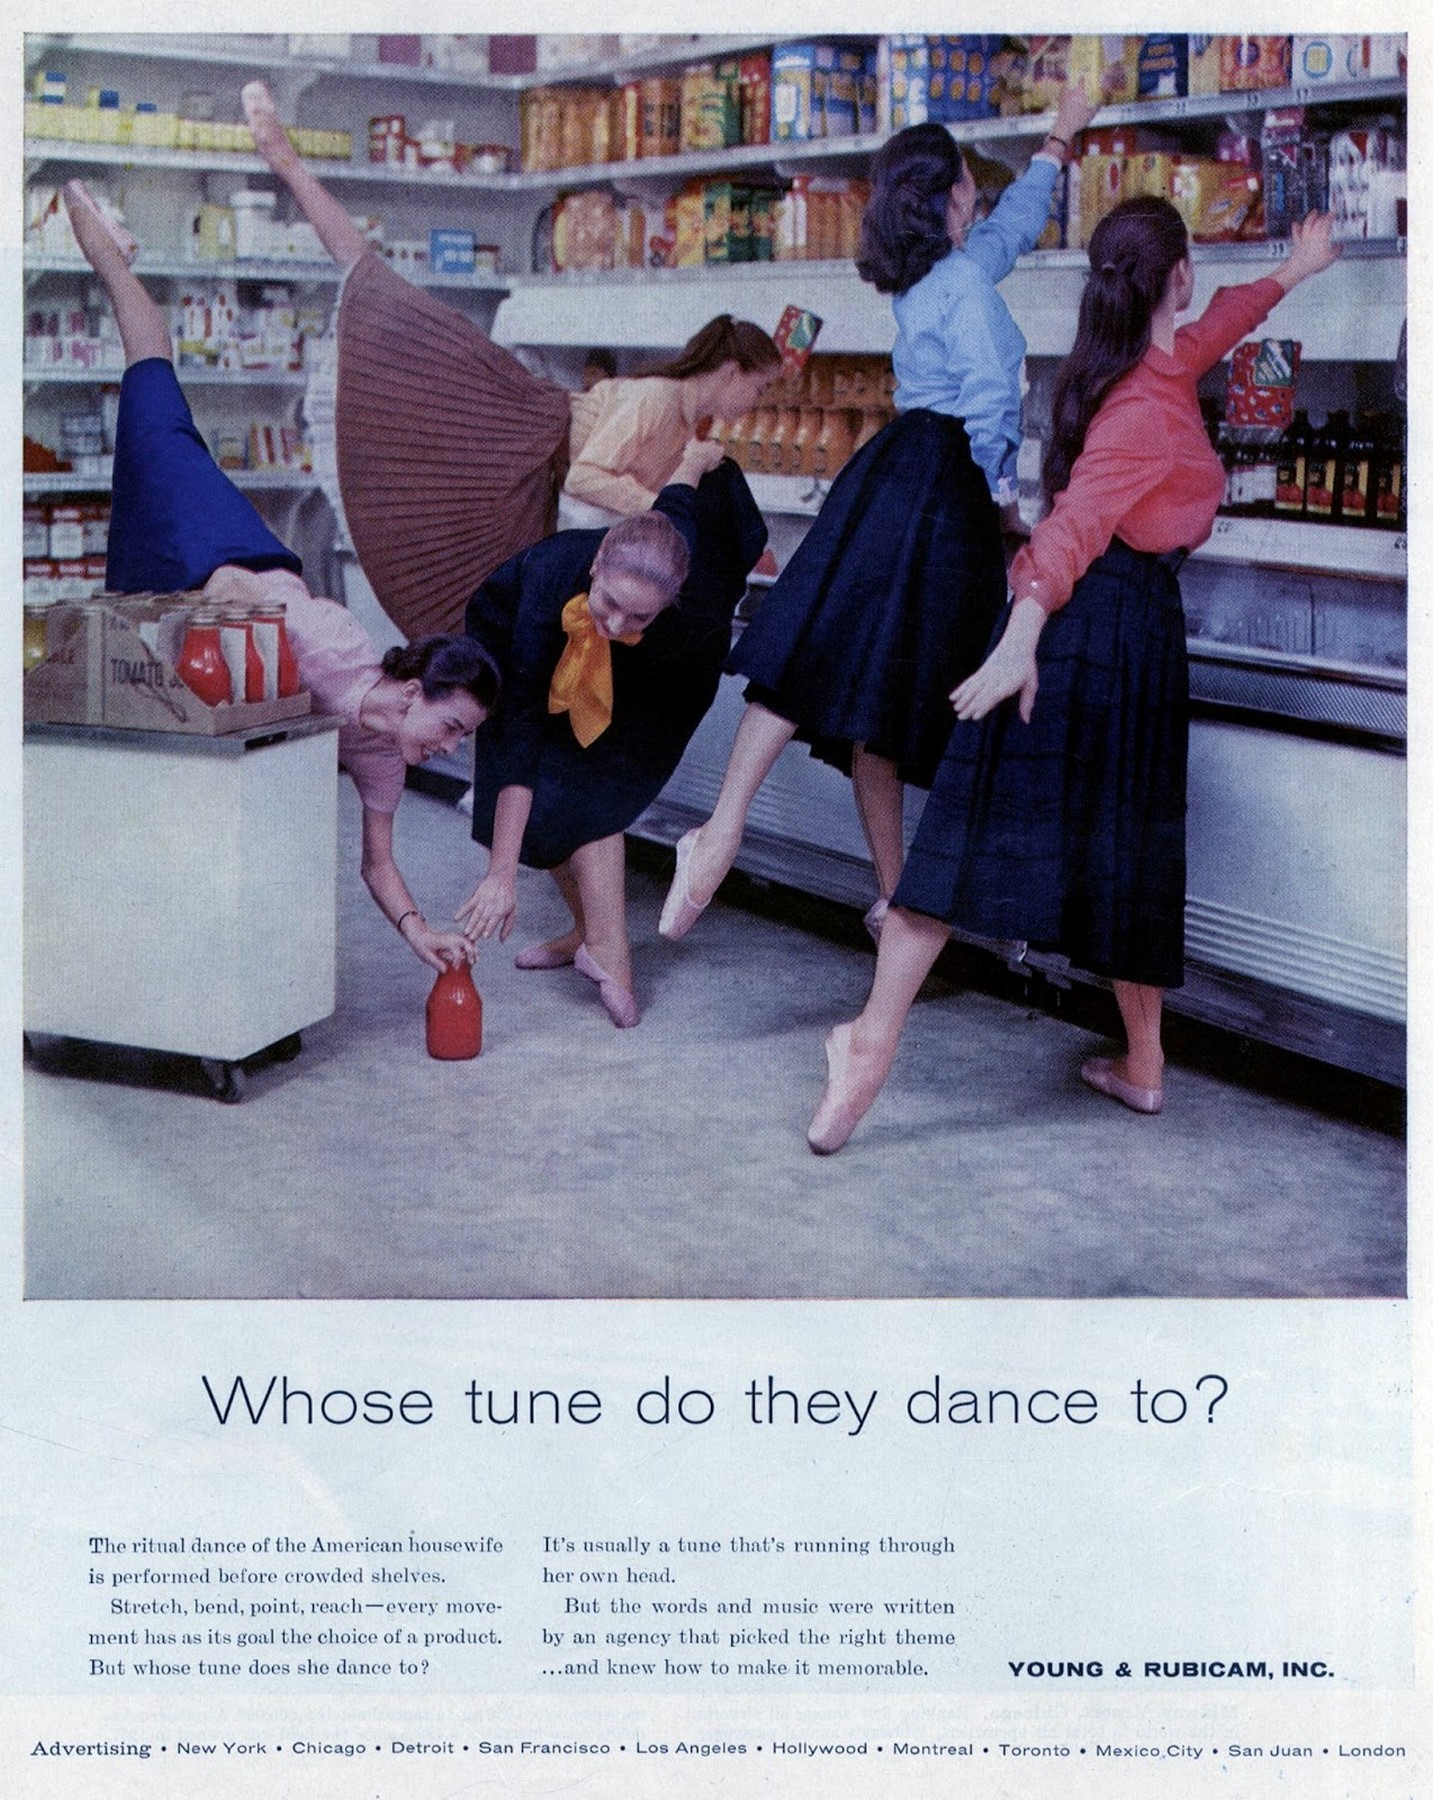 TOMATO
Whose tune do they dance to?
The ritual dance of the American housewife
is performed before crowded shelves.
Stretch, bend, point, reach—every move-
ment has as its goal the choice of a product.
But whose tune does she dance to?
It's usually a tune that's running through
her own head.
But the words and music were written
by an agency that picked the right theme
...and knew how to make it memorable.
YOUNG & RUBICAM, INC.
Advertising • New York • Chicago • Detroit • San Francisco • Los Angeles • Hollywood • Montreal • Toronto • Mexico City • San Juan • London